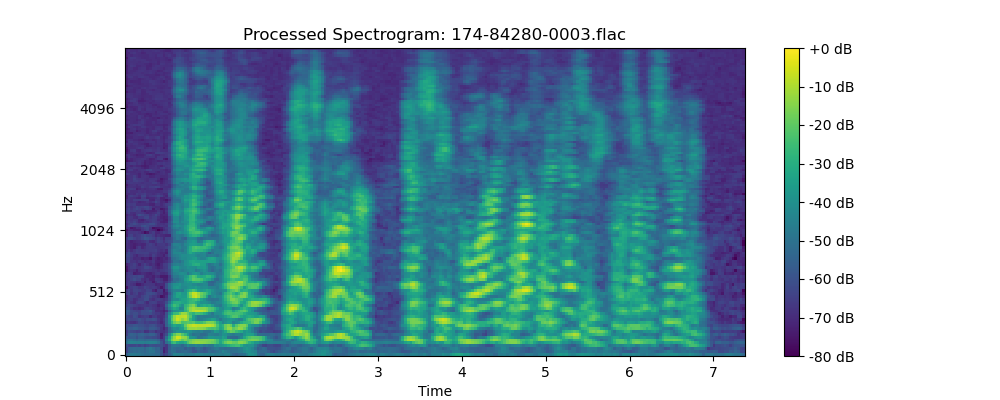 Processed Spectrogram: 174-84280-0003.flac
Hz
4096
2048
1024
512
0
0 1 2 3 4 5 6 7
Time
+0 dB
-10 dB
-20 dB
-30 dB
-40 dB
-50 dB
-60 dB
-70 dB
-80 dB